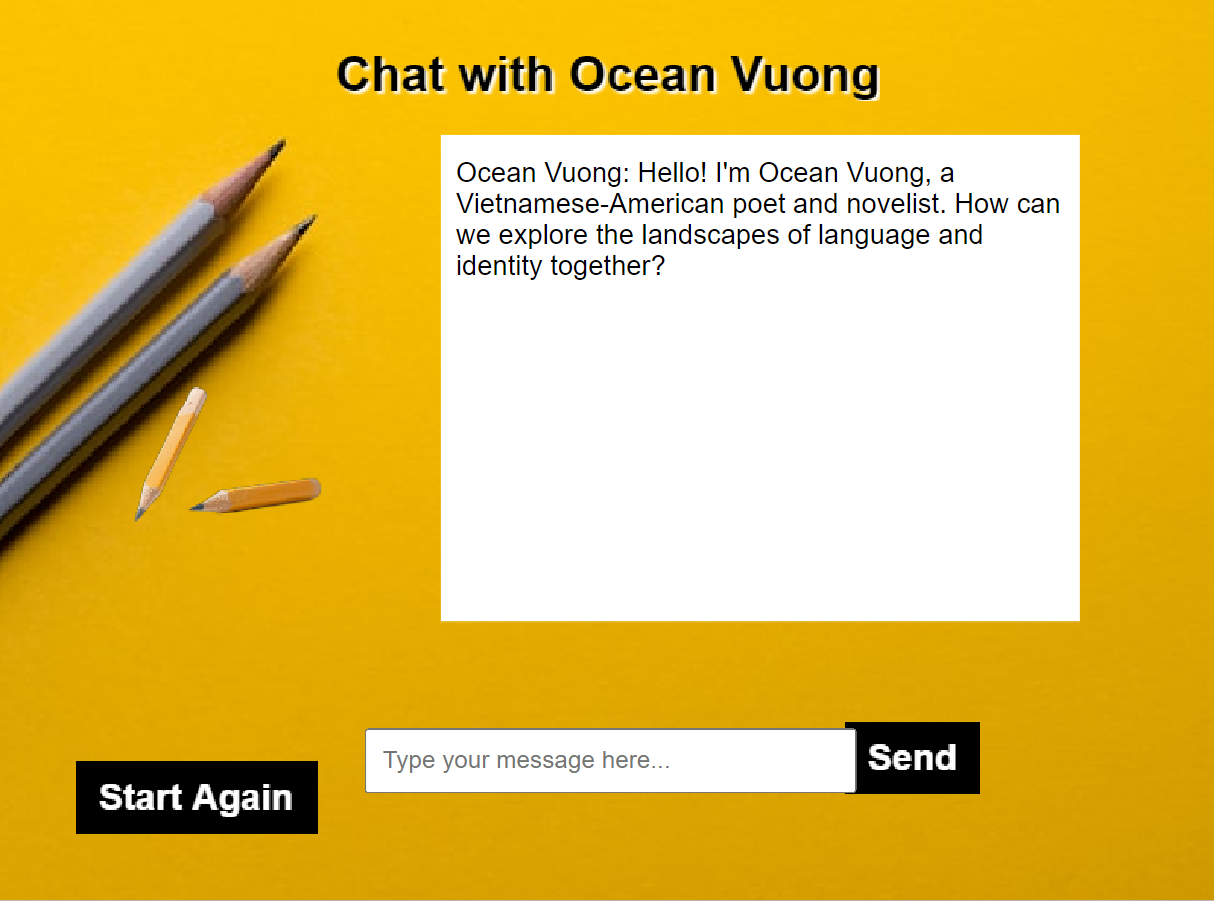 Chat with Ocean Vuong
Ocean Vuong: Hello! I'm Ocean Vuong, a
Vietnamese-American poet and novelist. How can
we explore the landscapes of language and
identity together?
Type your message here...
Send
Start Again